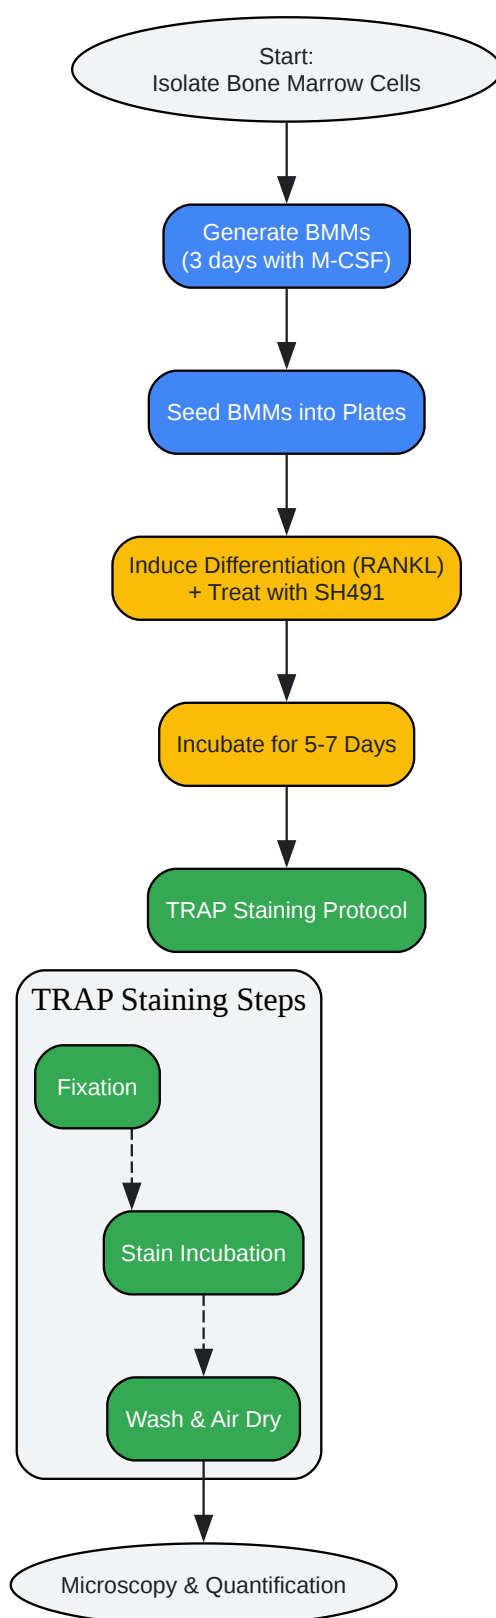 Start:
Isolate Bone Marrow Cells
Generate BMMs
(3 days with M-CSF)
Seed BMMs into Plates
Induce Differentiation (RANKL)
+ Treat with SH491
Incubate for 5-7 Days
TRAP Staining Protocol
TRAP Staining Steps
Fixation
Stain Incubation
Wash & Air Dry
Microscopy & Quantification